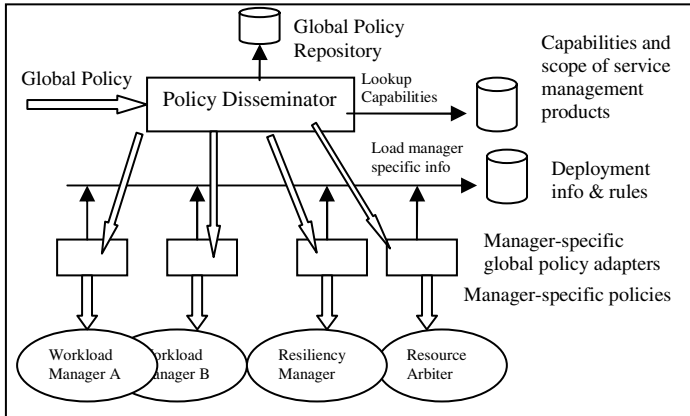 Global Policy
Repository
Capabilities and
scope of service
management
products
Global Policy
Policy Disseminator
Lookup
Capabilities
Load manager
specific info
Deployment
info & rules
Manager-specific
global policy adapters
Manager-specific policies
Workload
Manager A
orkload
anager B
Resiliency
Manager
Resource
Arbiter